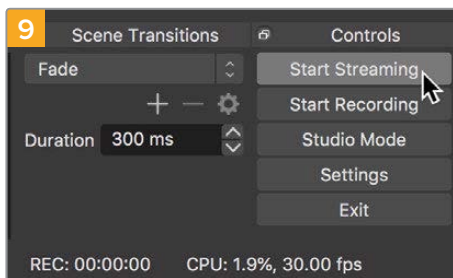 9
Scene Transitions
Controls
Fade
Start Streaming
Start Recording
Duration 300 ms
Studio Mode
Settings
Exit
REC: 00:00:00 CPU: 1.9%, 30.00 fps